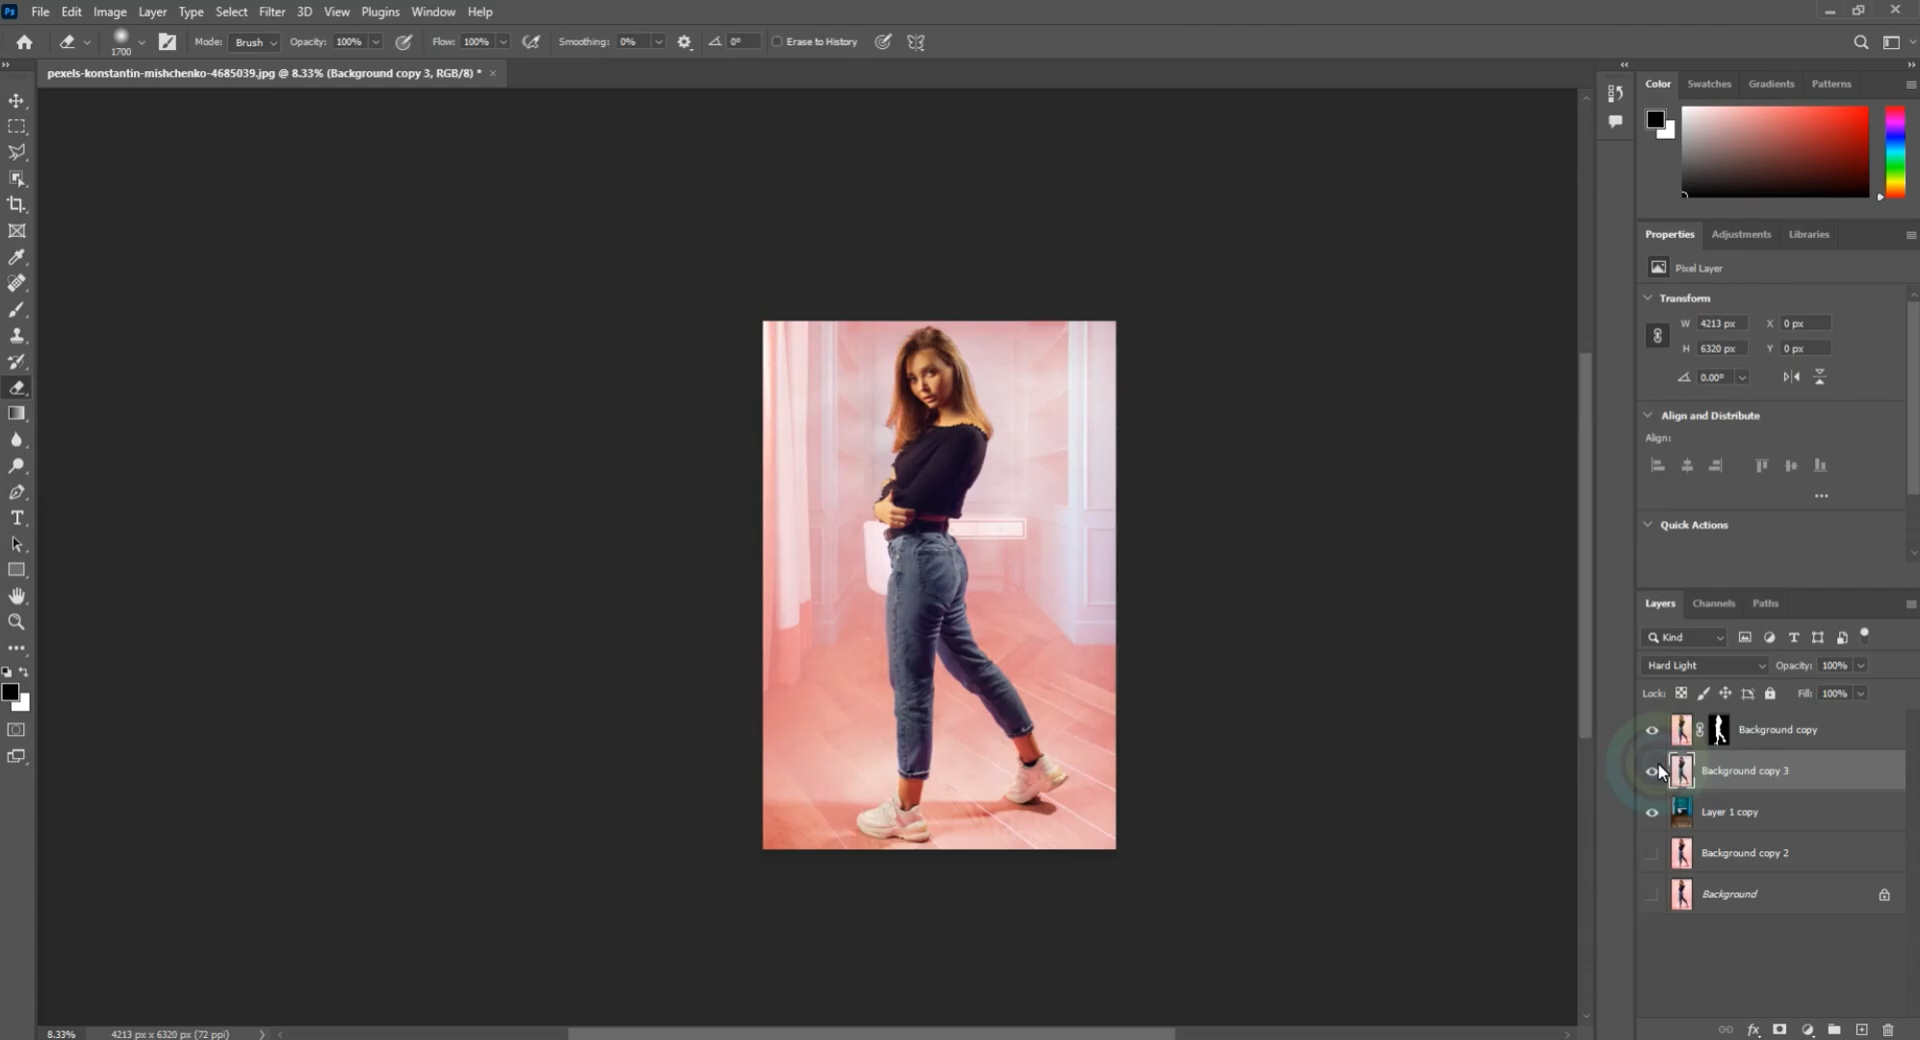 Ps File Edit Image Layer Type Select Filter 3D View Plugins Window Help
1700 Mode: Brush Opacity: 100% Flow: 100% Smoothing: 0% 0° Erase to History
pexels-konstantin-mishchenko-4685039.jpg @ 8.33% (Background copy 3, RGB/8) * ×
Color Swatches Gradients Patterns
Properties Adjustments Libraries
Pixel Layer
Transform
W 4213 px X 0 px
H 6320 px Y 0 px
0.00°
Align and Distribute
Align:
Quick Actions
Layers Channels Paths
Kind
Hard Light Opacity: 100%
Lock: Fill: 100%
Background copy
Background copy 3
Layer 1 copy
Background copy 2
Background
8.33% 4213 px x 6320 px (72 ppi)